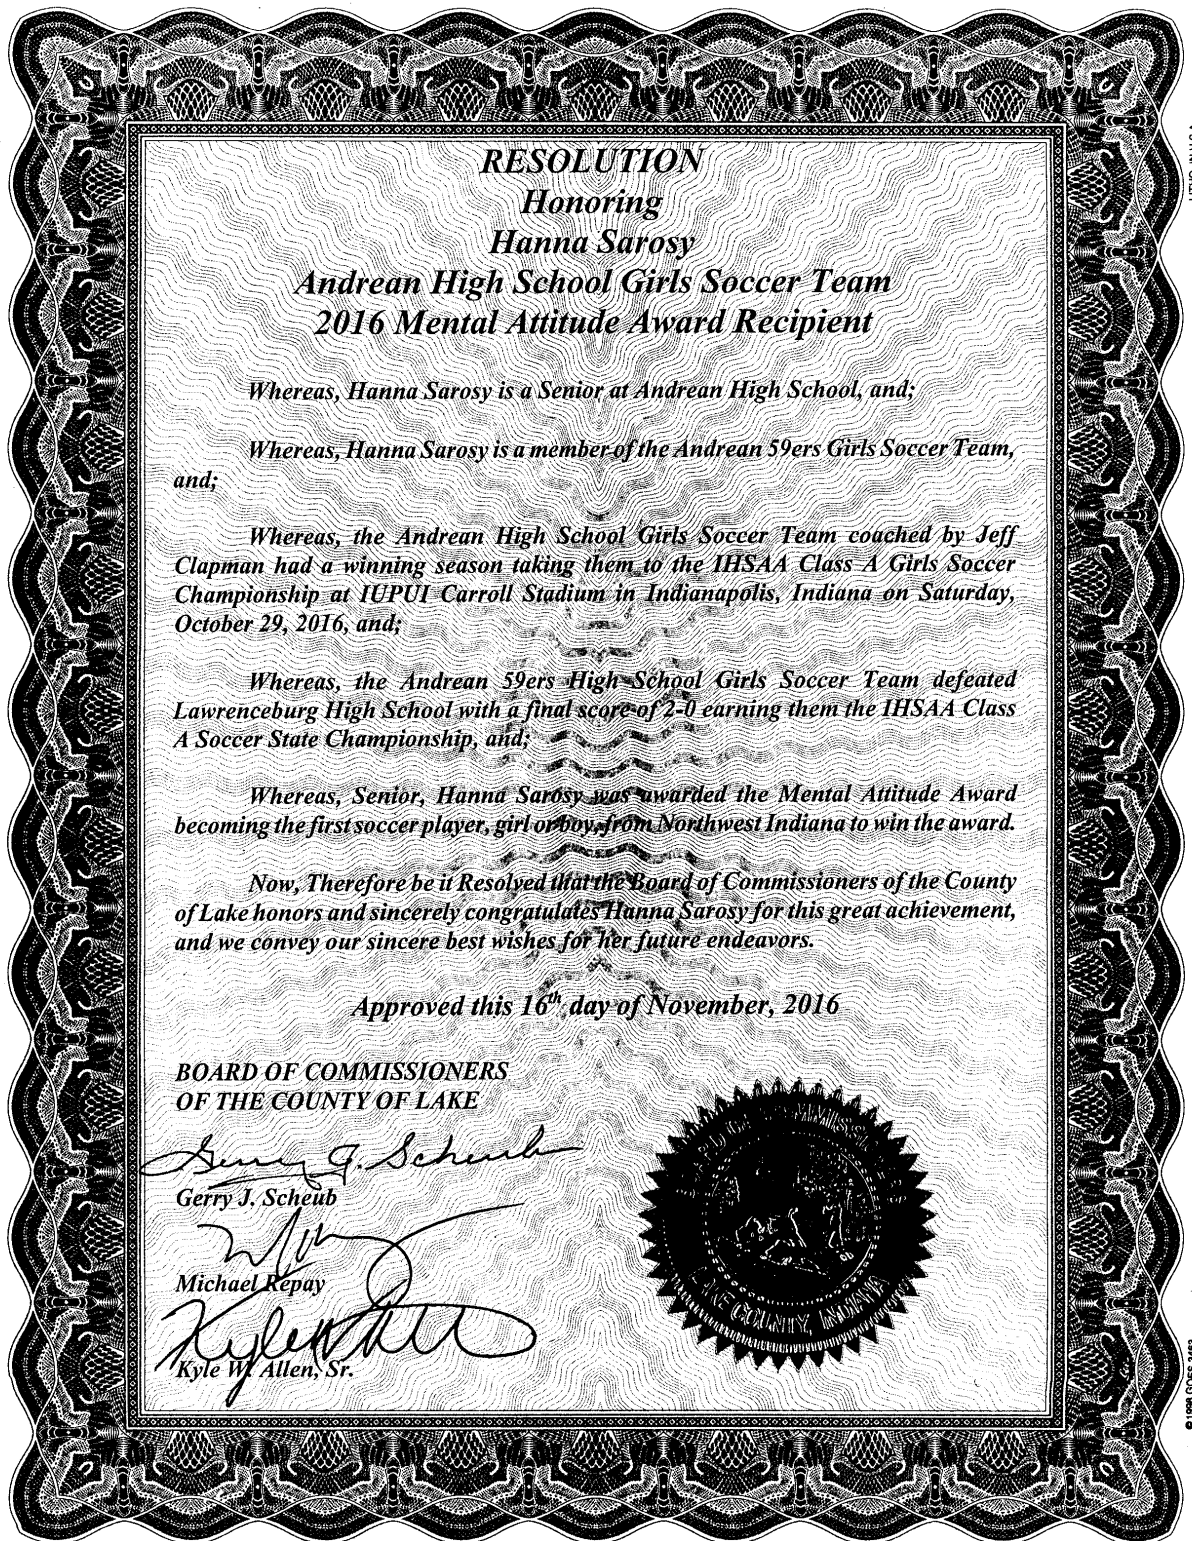 RESOLUTION
Honoring
Hanna Sarosy
Andrean High School Girls Soccer Team
2016 Mental Attitude Award Recipient
Whereas, Hanna Sarosy is a Senior at Andrean High School, and;
Whereas, Hanna Sarosy is a member of the Andrean 59ers Girls Soccer Team,
and;
Whereas, the Andrean High School Girls Soccer Team coached by Jeff
Clapman had a winning season taking them to the IHSAA Class A Girls Soccer
Championship at IUPUI Carroll Stadium in Indianapolis, Indiana on Saturday,
October 29, 2016, and;
Whereas, the Andrean 59ers High School Girls Soccer Team defeated
Lawrenceburg High School with a final score of 2-0 earning them the IHSAA Class
A Soccer State Championship, and;
Whereas, Senior, Hanna Sarosy was awarded the Mental Attitude Award
becoming the first soccer player, girl or boy, from Northwest Indiana to win the award.
Now, Therefore be it Resolved that the Board of Commissioners of the County
of Lake honors and sincerely congratulates Hanna Sarosy for this great achievement,
and we convey our sincere best wishes for her future endeavors.
Approved this 16th day of November, 2016
BOARD OF COMMISSIONERS
OF THE COUNTY OF LAKE
Gerry J. Scheub
Gerry J. Scheub
Michael Repay
Kyle W. Allen, Sr.
COUNTY, INDIANA